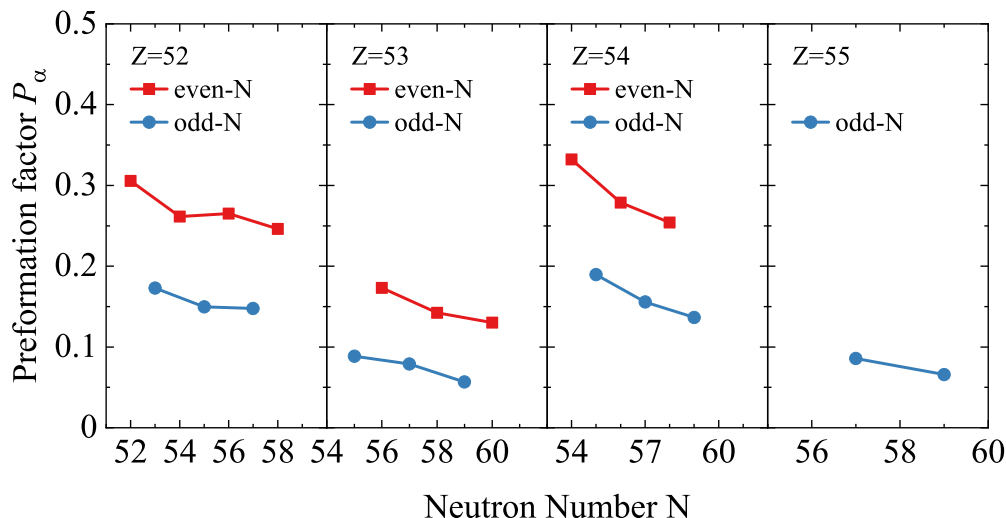 Preformation factor Pα
0.5
0.4
0.3
0.2
0.1
0
Z=52
even-N
odd-N
Z=53
even-N
odd-N
Z=54
even-N
odd-N
Z=55
odd-N
52 54 56 58 54 56 58 60 54 57 60 56 58 60
Neutron Number N